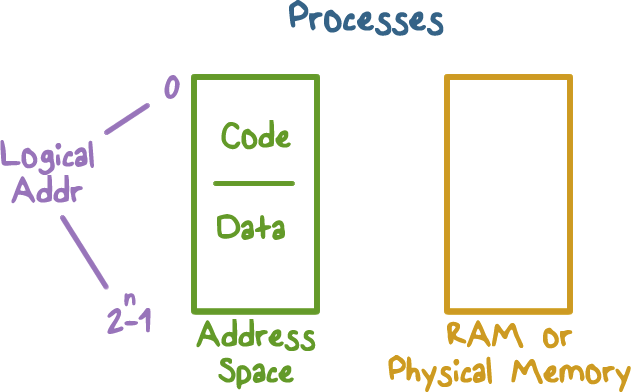 Processes
0
Logical
Addr
Code
Data
2^n-1
Address
Space
RAM or
Physical Memory